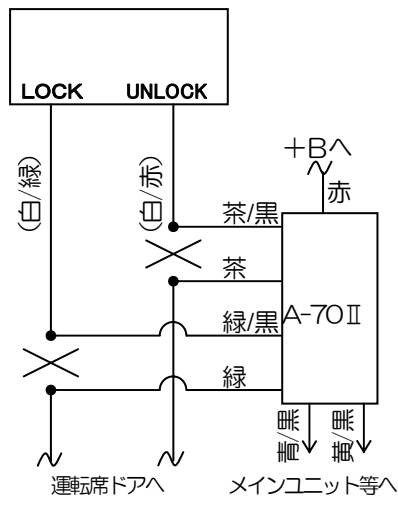 LOCK
UNLOCK
(白/緑)
(白/赤)
+Bへ
赤
茶/黒
茶
緑/黒
緑
A-70Ⅱ
青/黒
黄/黒
運転席ドアへ
メインユニット等へ